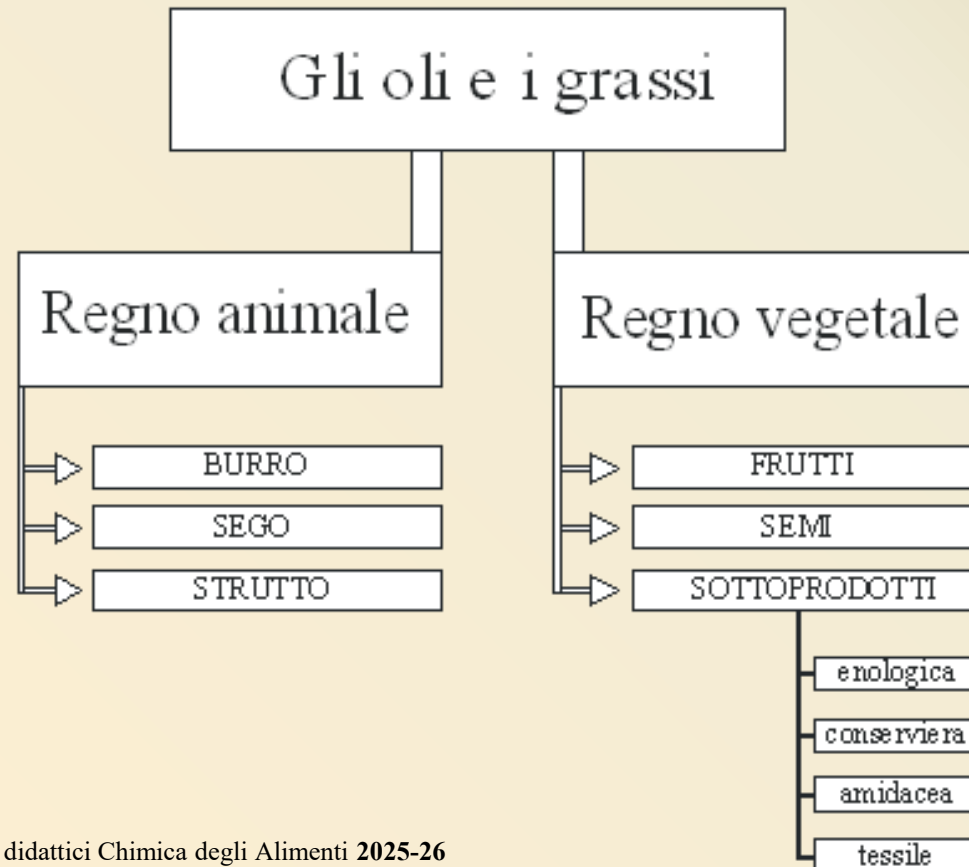 Gli oli e i grassi
Regno animale
BURRO
SEGO
STRUTTO
Regno vegetale
FRUTTI
SEMI
SOTTOPRODOTTI
enologica
conserviera
amidacea
tessile
didattici Chimica degli Alimenti 2025-26